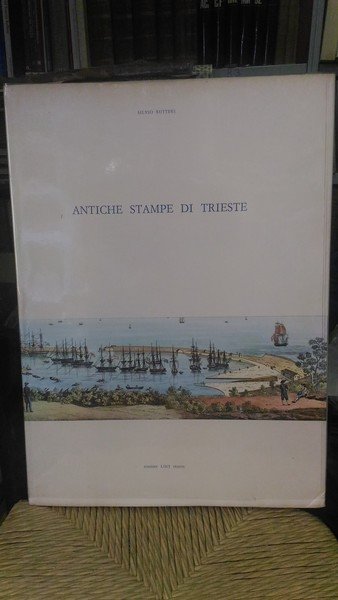 SILVIO RUTTERI
ANTICHE STAMPE DI TRIESTE
edizioni LINT trieste